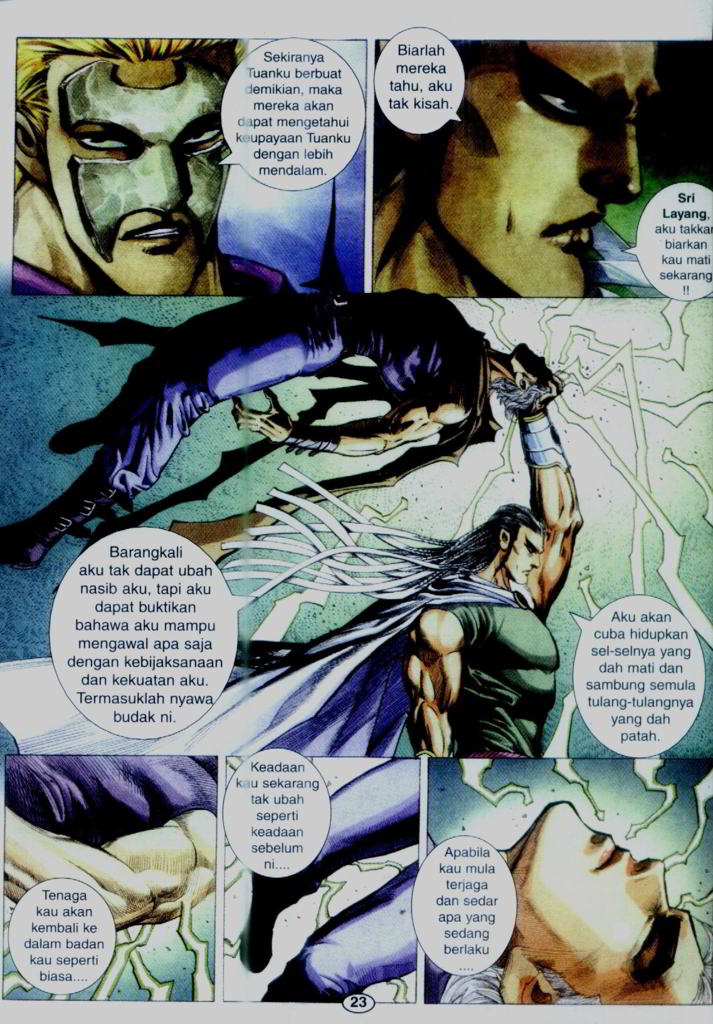 Sekiranya
Tuanku berbuat
demikian, maka
mereka akan
dapat mengetahui
keupayaan Tuanku
dengan lebih
mendalam.
Biarlah
mereka
tahu, aku
tak kisah.
Sri
Layang,
aku takkan
biarkan
kau mati
sekarang
!!
Barangkali
aku tak dapat ubah
nasib aku, tapi aku
dapat buktikan
bahawa aku mampu
mengawal apa saja
dengan kebijaksanaan
dan kekuatan aku.
Termasuklah nyawa
budak ni.
Aku akan
cuba hidupkan
sel-selnya yang
dah mati dan
sambung semula
tulang-tulangnya
yang dah
patah.
Tenaga
kau akan
kembali ke
dalam badan
kau seperti
biasa....
Keadaan
kau sekarang
tak ubah
seperti
keadaan
sebelum
ni....
Apabila
kau mula
terjaga
dan sedar
apa yang
sedang
berlaku
....
23